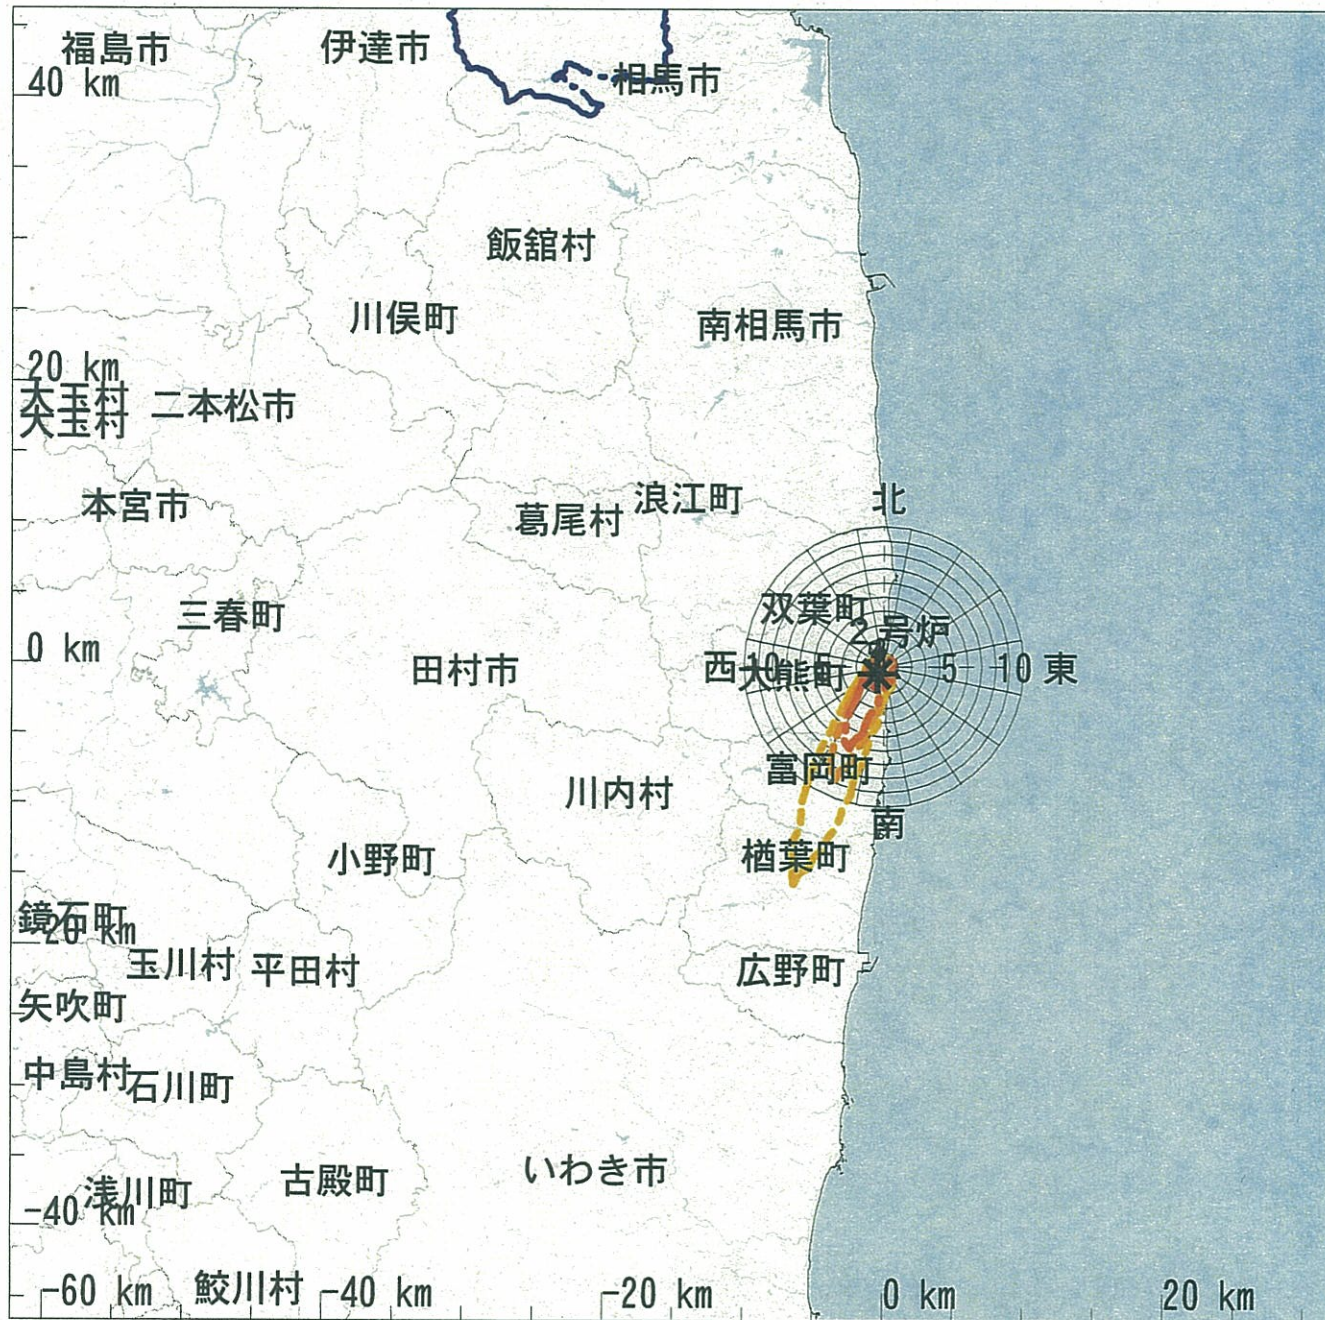 福島市
伊達市
40 km
相馬市
飯舘村
川俣町
南相馬市
20 km
大玉村
大玉村
二本松市
本宮市
葛尾村
浪江町
北
双葉町
三春町
2号炉
0 km
田村市
西
10
5
大熊町
5
10
東
富岡町
川内村
南
小野町
楢葉町
鏡石町
-20 km
玉川村
平田村
広野町
矢吹町
中島村
石川町
いわき市
浅川町
古殿町
-40 km
-60 km
鮫川村
-40 km
-20 km
0 km
20 km